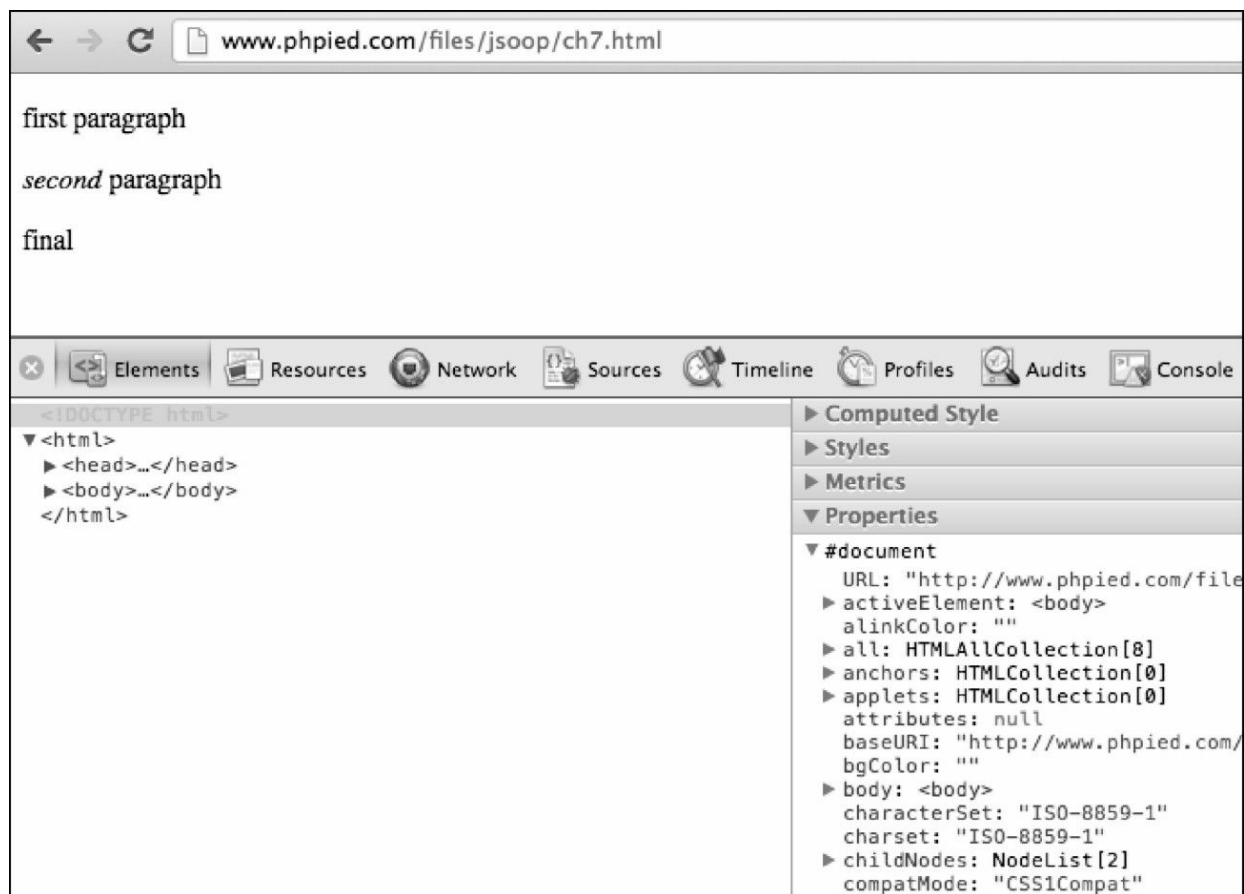 www.phpied.com/files/jsoop/ch7.html
first paragraph
second paragraph
final
Elements Resources Network Sources Timeline Profiles Audits Console
<!DOCTYPE html>
<html>
<head>…</head>
<body>…</body>
</html>
Computed Style
Styles
Metrics
Properties
#document
URL: "http://www.phpied.com/file
activeElement: <body>
alinkColor: ""
all: HTMLAllCollection[8]
anchors: HTMLCollection[0]
applets: HTMLCollection[0]
attributes: null
baseURI: "http://www.phpied.com/
bgColor: ""
body: <body>
characterSet: "ISO-8859-1"
charset: "ISO-8859-1"
childNodes: NodeList[2]
compatMode: "CSS1Compat"